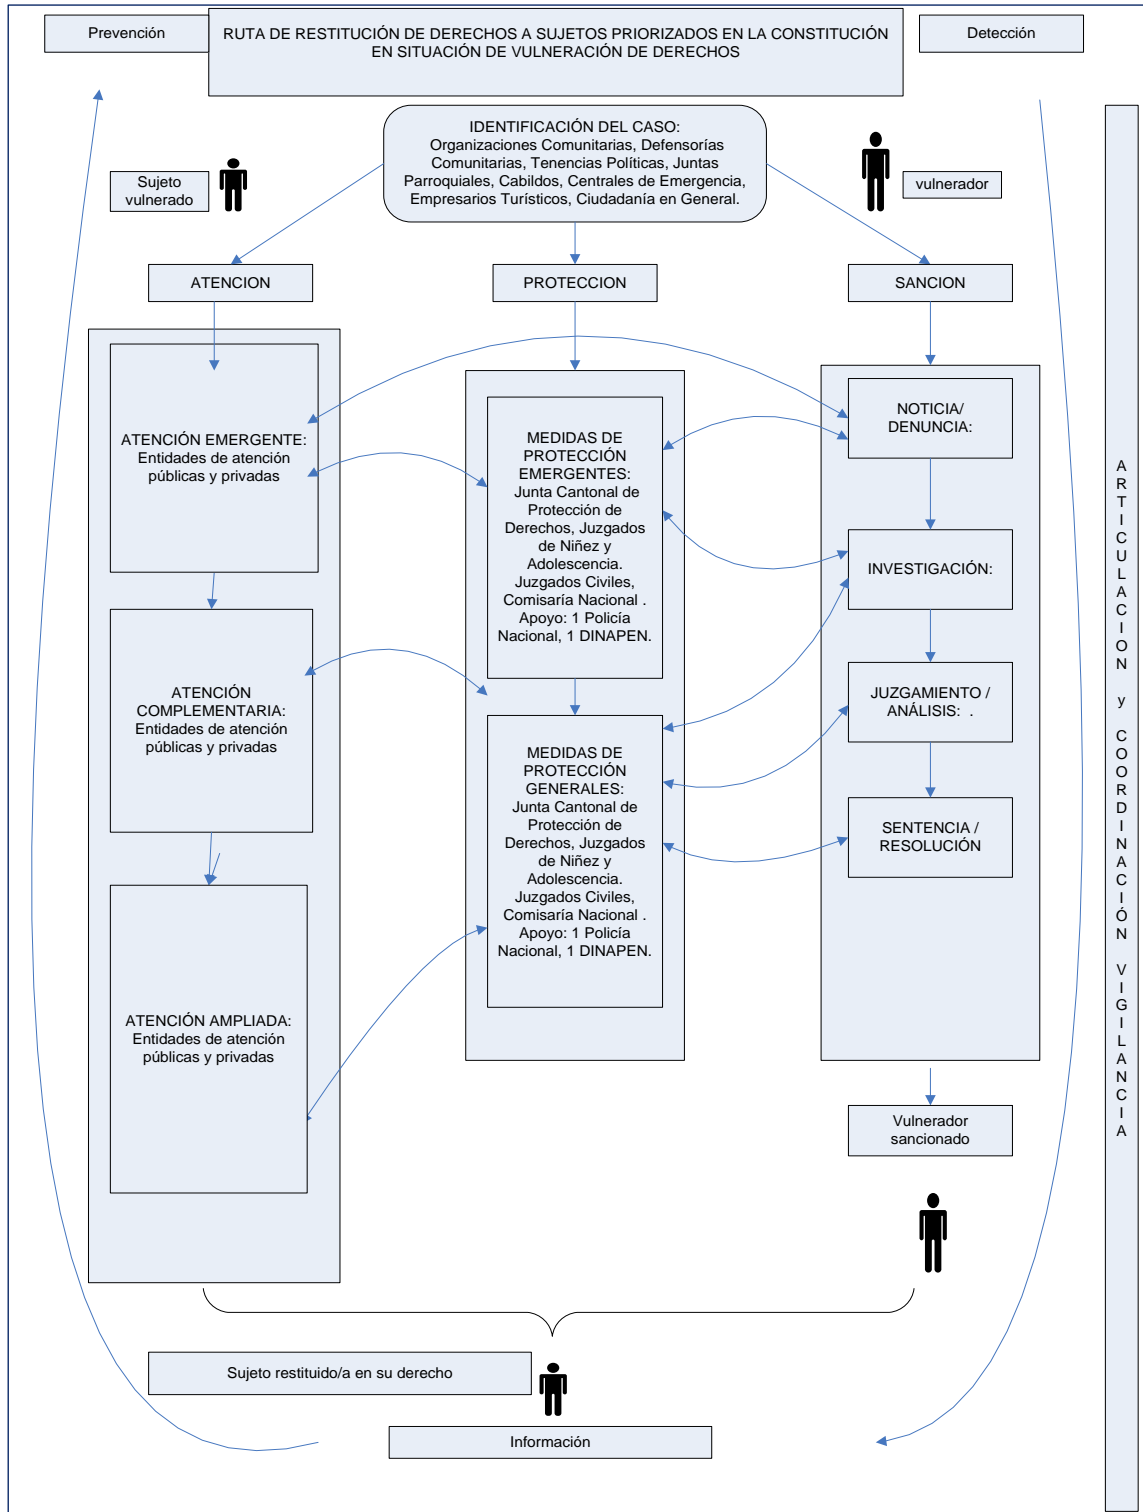 Prevención
RUTA DE RESTITUCIÓN DE DERECHOS A SUJETOS PRIORIZADOS EN LA CONSTITUCIÓN
EN SITUACIÓN DE VULNERACIÓN DE DERECHOS
Detección
IDENTIFICACIÓN DEL CASO:
Organizaciones Comunitarias, Defensorías
Comunitarias, Tenencias Políticas, Juntas
Parroquiales, Cabildos, Centrales de Emergencia,
Empresarios Turísticos, Ciudadanía en General.
Sujeto
vulnerado
vulnerador
ATENCION
PROTECCION
SANCION
ATENCIÓN EMERGENTE:
Entidades de atención
públicas y privadas
ATENCIÓN
COMPLEMENTARIA:
Entidades de atención
públicas y privadas
ATENCIÓN AMPLIADA:
Entidades de atención
públicas y privadas
MEDIDAS DE
PROTECCIÓN
EMERGENTES:
Junta Cantonal de
Protección de
Derechos, Juzgados
de Niñez y
Adolescencia.
Juzgados Civiles,
Comisaría Nacional .
Apoyo: 1 Policía
Nacional, 1 DINAPEN.
MEDIDAS DE
PROTECCIÓN
GENERALES:
Junta Cantonal de
Protección de
Derechos, Juzgados
de Niñez y
Adolescencia.
Juzgados Civiles,
Comisaría Nacional .
Apoyo: 1 Policía
Nacional, 1 DINAPEN.
NOTICIA/
DENUNCIA:
INVESTIGACIÓN:
JUZGAMIENTO /
ANÁLISIS:  .
SENTENCIA /
RESOLUCIÓN
Vulnerador
sancionado
ARTICULACION y COORDINACIÓN VIGILANCIA
Sujeto restituido/a en su derecho
Información